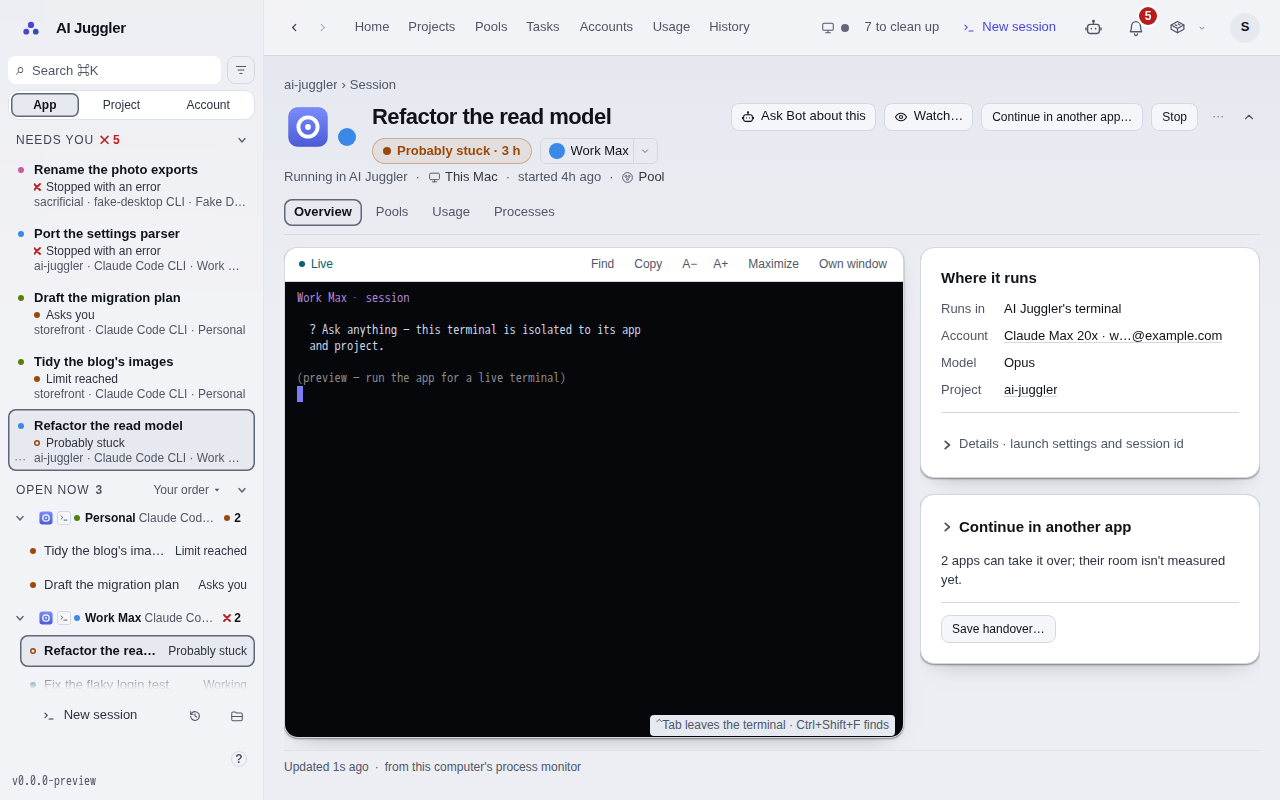 AI Juggler
Search ⌘K
App Project Account
NEEDS YOU 5
Rename the photo exports
Stopped with an error
sacrificial · fake-desktop CLI · Fake D…
Port the settings parser
Stopped with an error
ai-juggler · Claude Code CLI · Work …
Draft the migration plan
Asks you
storefront · Claude Code CLI · Personal
Tidy the blog's images
Limit reached
storefront · Claude Code CLI · Personal
Refactor the read model
Probably stuck
ai-juggler · Claude Code CLI · Work …
OPEN NOW 3 Your order
Personal Claude Cod… 2
Tidy the blog's ima… Limit reached
Draft the migration plan Asks you
Work Max Claude Co… 2
Refactor the rea… Probably stuck
Fix the flaky login test Working
New session
?
v0.0.0-preview
Home Projects Pools Tasks Accounts Usage History 7 to clean up New session 5 S
ai-juggler › Session
Refactor the read model
Ask Bot about this Watch… Continue in another app… Stop
Probably stuck · 3 h Work Max
Running in AI Juggler · This Mac · started 4h ago · Pool
Overview Pools Usage Processes
Live Find Copy A− A+ Maximize Own window
Work Max · session
? Ask anything — this terminal is isolated to its app
and project.
(preview — run the app for a live terminal)
^Tab leaves the terminal · Ctrl+Shift+F finds
Where it runs
Runs in AI Juggler's terminal
Account Claude Max 20x · w…@example.com
Model Opus
Project ai-juggler
Details · launch settings and session id
Continue in another app
2 apps can take it over; their room isn't measured
yet.
Save handover…
Updated 1s ago · from this computer's process monitor